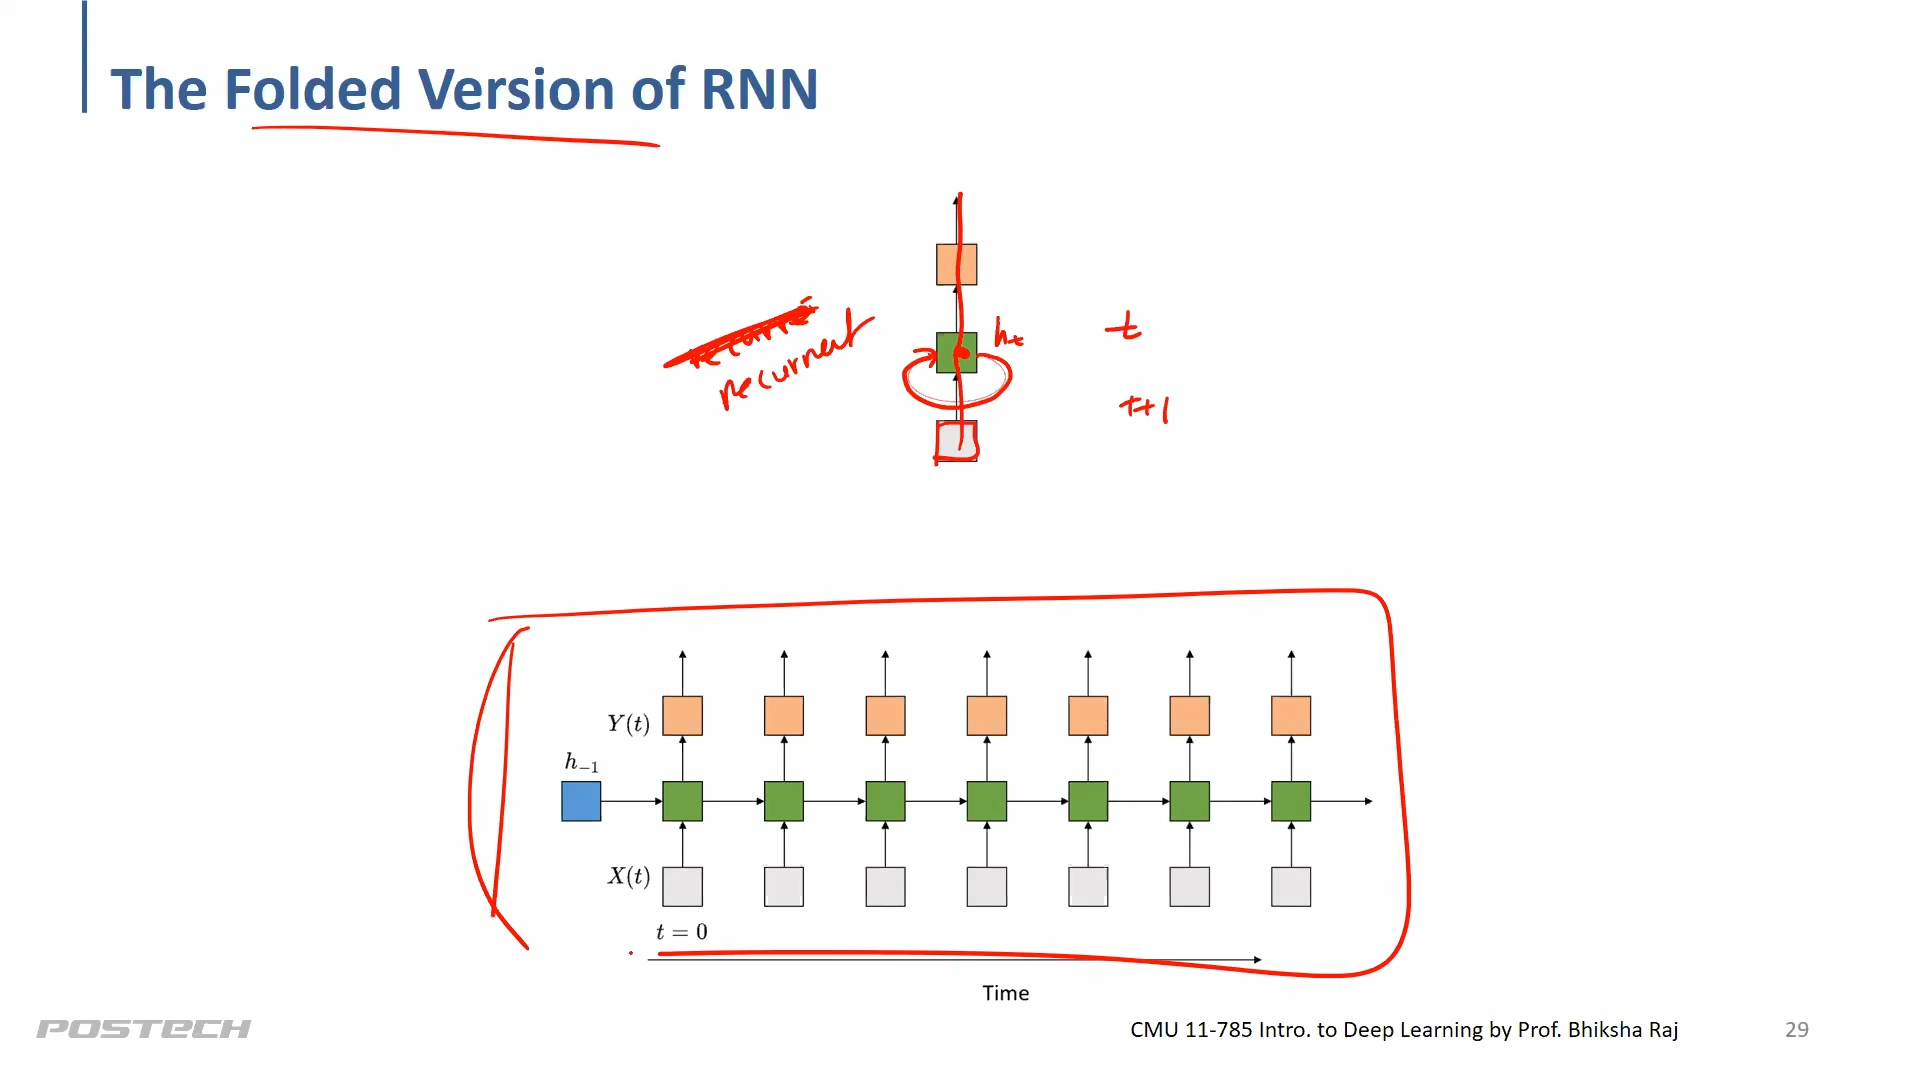 The Folded Version of RNN
recurrent
h_t
t
t+1
Y(t)
h_{-1}
X(t)
t = 0
Time
POSTECH
CMU 11-785 Intro. to Deep Learning by Prof. Bhiksha Raj
29